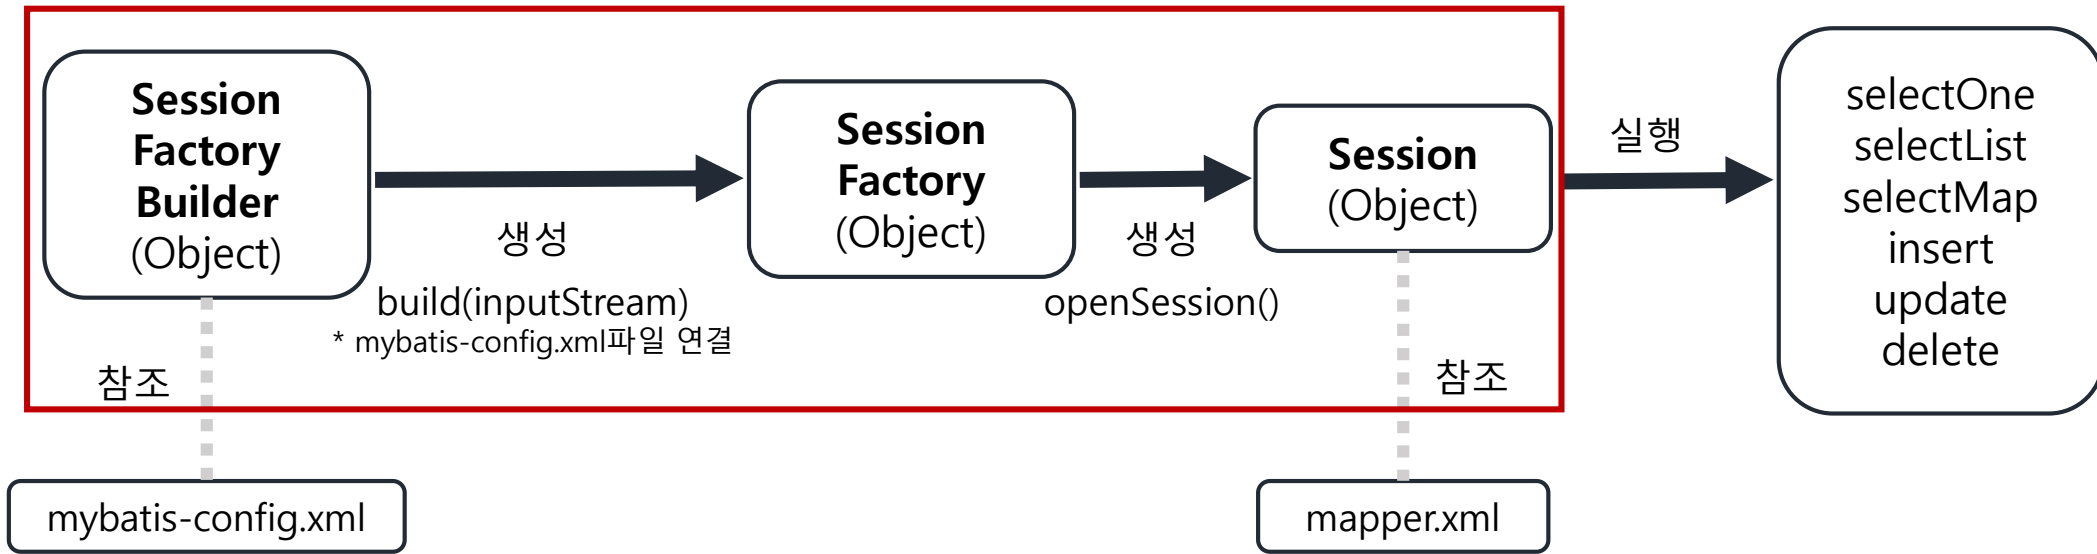 Session
Factory
Builder
(Object)
생성
build(inputStream)
* mybatis-config.xml파일 연결
참조
mybatis-config.xml
Session
Factory
(Object)
생성
openSession()
Session
(Object)
참조
mapper.xml
실행
selectOne
selectList
selectMap
insert
update
delete